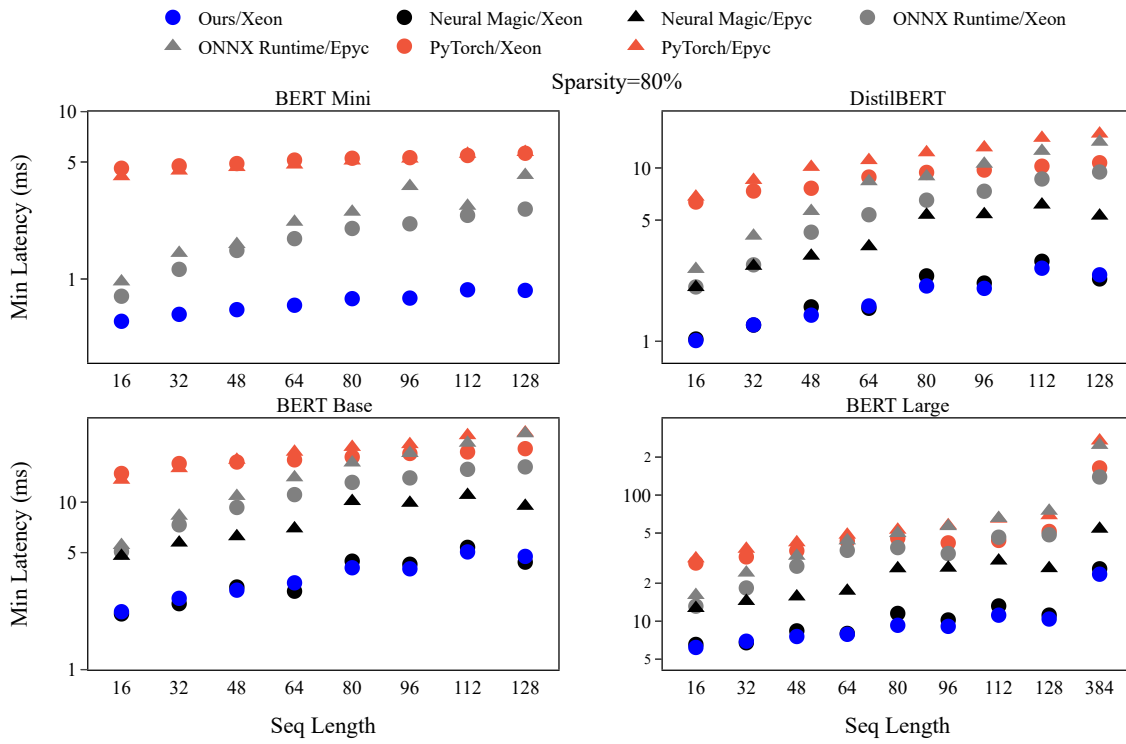 Ours/Xeon Neural Magic/Xeon Neural Magic/Epyc ONNX Runtime/Xeon
ONNX Runtime/Epyc PyTorch/Xeon PyTorch/Epyc
Sparsity=80%
BERT Mini
Min Latency (ms)
10
5
1
16 32 48 64 80 96 112 128
DistilBERT
10
5
1
16 32 48 64 80 96 112 128
BERT Base
Min Latency (ms)
10
5
1
16 32 48 64 80 96 112 128
Seq Length
BERT Large
2
100
5
2
10
5
16 32 48 64 80 96 112 128 384
Seq Length